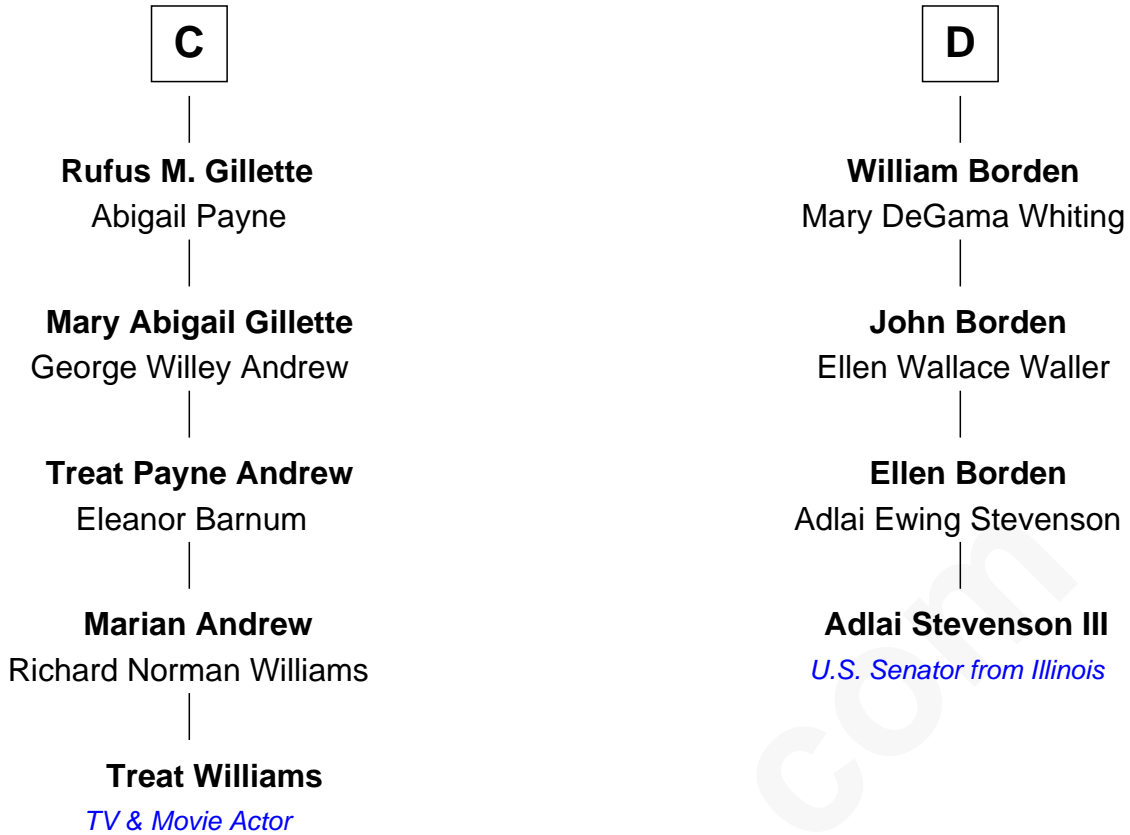 C
Rufus M. Gillette
Abigail Payne
Mary Abigail Gillette
George Willey Andrew
Treat Payne Andrew
Eleanor Barnum
Marian Andrew
Richard Norman Williams
Treat Williams
TV & Movie Actor
D
William Borden
Mary DeGama Whiting
John Borden
Ellen Wallace Waller
Ellen Borden
Adlai Ewing Stevenson
Adlai Stevenson III
U.S. Senator from Illinois
com